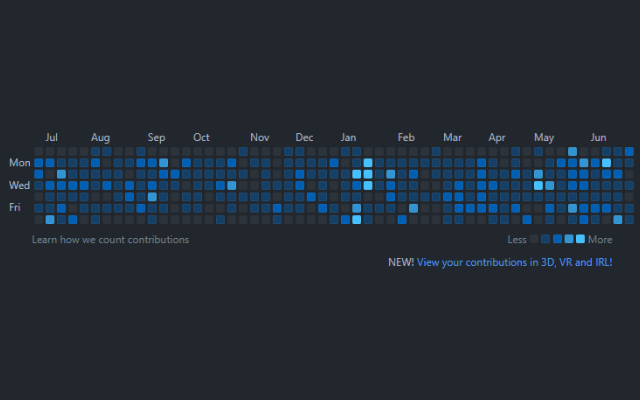 Jul Aug Sep Oct Nov Dec Jan Feb Mar Apr May Jun
Mon
Wed
Fri
Learn how we count contributions Less More
NEW! View your contributions in 3D, VR and IRL!